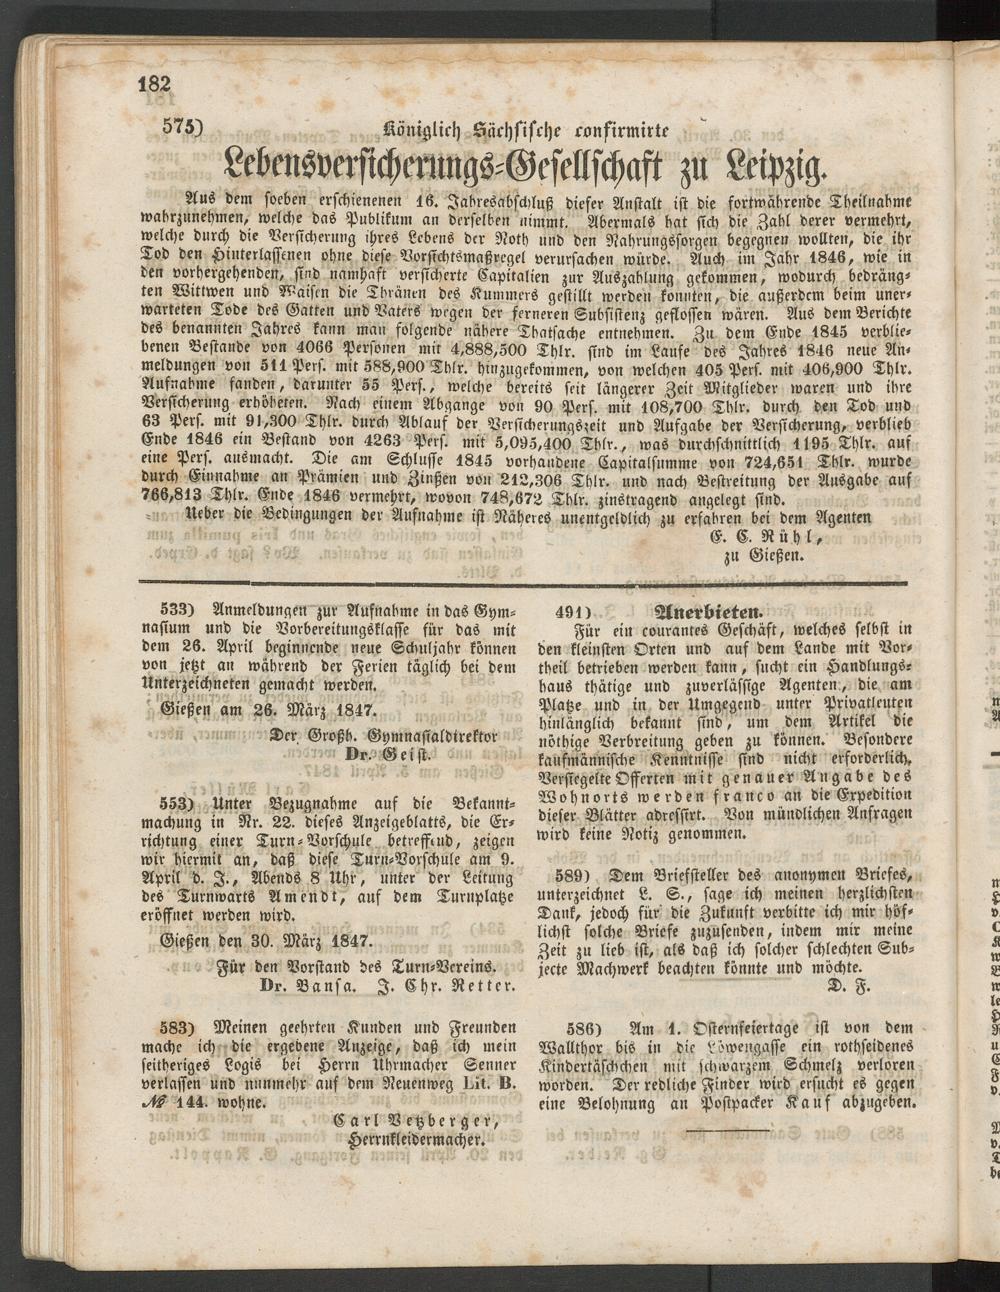 182
575) Königlich Sächsische confirmirte
Lebensversicherungs-Gesellschaft zu Leipzig.
Aus dem soeben erschienenen 16. Jahresabschluß dieser Anstalt ist die fortwährende Theilnahme
wahrzunehmen, welche das Publikum an derselben nimmt. Abermals hat sich die Zahl derer vermehrt,
welche durch die Versicherung ihres Lebens der Noth und den Nahrungssorgen begegnen wollten, die ihr
Tod den Hinterlassenen ohne diese Vorsichtsmaßregel verursachen würde. Auch im Jahr 1846, wie in
den vorhergehenden, sind namhaft versicherte Capitalien zur Auszahlung gekommen, wodurch bedräng-
ten Wittwen und Waisen die Thränen des Kummers gestillt werden konnten, die außerdem beim uner-
warteten Tode des Gatten und Vaters wegen der ferneren Subsistenz geflossen wären. Aus dem Berichte
des benannten Jahres kann man folgende nähere Thatsache entnehmen. Zu dem Ende 1845 verblie-
benen Bestande von 4066 Personen mit 4,888,500 Thlr. sind im Laufe des Jahres 1846 neue An-
meldungen von 511 Pers. mit 588,900 Thlr. hinzugekommen, von welchen 405 Pers. mit 406,900 Thlr.
Aufnahme fanden, darunter 55 Pers., welche bereits seit längerer Zeit Mitglieder waren und ihre
Versicherung erhöheten. Nach einem Abgange von 90 Pers. mit 108,700 Thlr. durch den Tod und
63 Pers. mit 91,300 Thlr. durch Ablauf der Versicherungszeit und Aufgabe der Versicherung, verblieb
Ende 1846 ein Bestand von 4263 Pers. mit 5,095,400 Thlr., was durchschnittlich 1195 Thlr. auf
eine Pers. ausmacht. Die am Schlusse 1845 vorhandene Capitalsumme von 724,651 Thlr. wurde
durch Einnahme an Prämien und Zinßen von 212,306 Thlr. und nach Bestreitung der Ausgabe auf
766,813 Thlr. Ende 1846 vermehrt, wovon 748,672 Thlr. zinstragend angelegt sind.
Ueber die Bedingungen der Aufnahme ist Näheres unentgeldlich zu erfahren bei dem Agenten
E. C. Rühl,
zu Gießen.
533) Anmeldungen zur Aufnahme in das Gym-
nasium und die Vorbereitungsklasse für das mit
dem 26. April beginnende neue Schuljahr können
von jetzt an während der Ferien täglich bei dem
Unterzeichneten gemacht werden.
Gießen am 26. März 1847.
Der Großh. Gymnasialdirektor
Dr. Geist.
553) Unter Bezugnahme auf die Bekannt-
machung in Nr. 22. dieses Anzeigeblatts, die Er-
richtung einer Turn-Vorschule betreffend, zeigen
wir hiermit an, daß diese Turn-Vorschule am 9.
April d. J., Abends 8 Uhr, unter der Leitung
des Turnwarts Amendt, auf dem Turnplatze
eröffnet werden wird.
Gießen den 30. März 1847.
Für den Vorstand des Turn-Vereins.
Dr. Bansa. J. Chr. Retter.
583) Meinen geehrten Kunden und Freunden
mache ich die ergebene Anzeige, daß ich mein
seitheriges Logis bei Herrn Uhrmacher Senner
verlassen und nunmehr auf dem Neuenweg Lit. B.
№ 144. wohne.
Carl Vetzberger,
Herrnkleidermacher.
491) Anerbieten.
Für ein courantes Geschäft, welches selbst in
den kleinsten Orten und auf dem Lande mit Vor-
theil betrieben werden kann, sucht ein Handlungs-
haus thätige und zuverlässige Agenten, die am
Platze und in der Umgegend unter Privatleuten
hinlänglich bekannt sind, um dem Artikel die
nöthige Verbreitung geben zu können. Besondere
kaufmännische Kenntnisse sind nicht erforderlich.
Versiegelte Offerten mit genauer Angabe des
Wohnorts werden franco an die Expedition
dieser Blätter adressirt. Von mündlichen Anfragen
wird keine Notiz genommen.
589) Dem Briefsteller des anonymen Briefes,
unterzeichnet L. S., sage ich meinen herzlichsten
Dank, jedoch für die Zukunft verbitte ich mir höf-
lichst solche Briefe zuzusenden, indem mir meine
Zeit zu lieb ist, als daß ich solcher schlechten Sub-
jecte Machwerk beachten könnte und möchte.
D. F.
586) Am 1. Osternfeiertage ist von dem
Wallthor bis in die Löwengasse ein rothseidenes
Kindertäschchen mit schwarzem Schmelz verloren
worden. Der redliche Finder wird ersucht es gegen
eine Belohnung an Postpacker Kauf abzugeben.